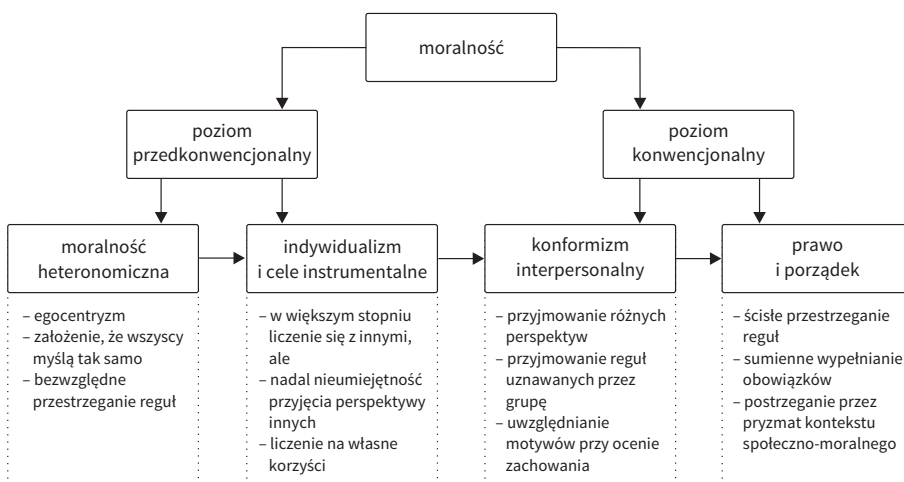 moralność
poziom
przedkonwencjonalny
poziom
konwencjonalny
moralność
heteronomiczna
indywidualizm
i cele instrumentalne
konformizm
interpersonalny
prawo
i porządek
– egocentryzm
– założenie, że wszyscy
myślą tak samo
– bezwzględne
przestrzeganie reguł
– w większym stopniu
liczenie się z innymi,
ale
– nadal nieumiejętność
przyjęcia perspektywy
innych
– liczenie na własne
korzyści
– przyjmowanie różnych
perspektyw
– przyjmowanie reguł
uznawanych przez
grupę
– uwzględnianie
motywów przy ocenie
zachowania
– ścisłe przestrzeganie
reguł
– sumienne wypełnianie
obowiązków
– postrzeganie przez
pryzmat kontekstu
społeczno-moralnego